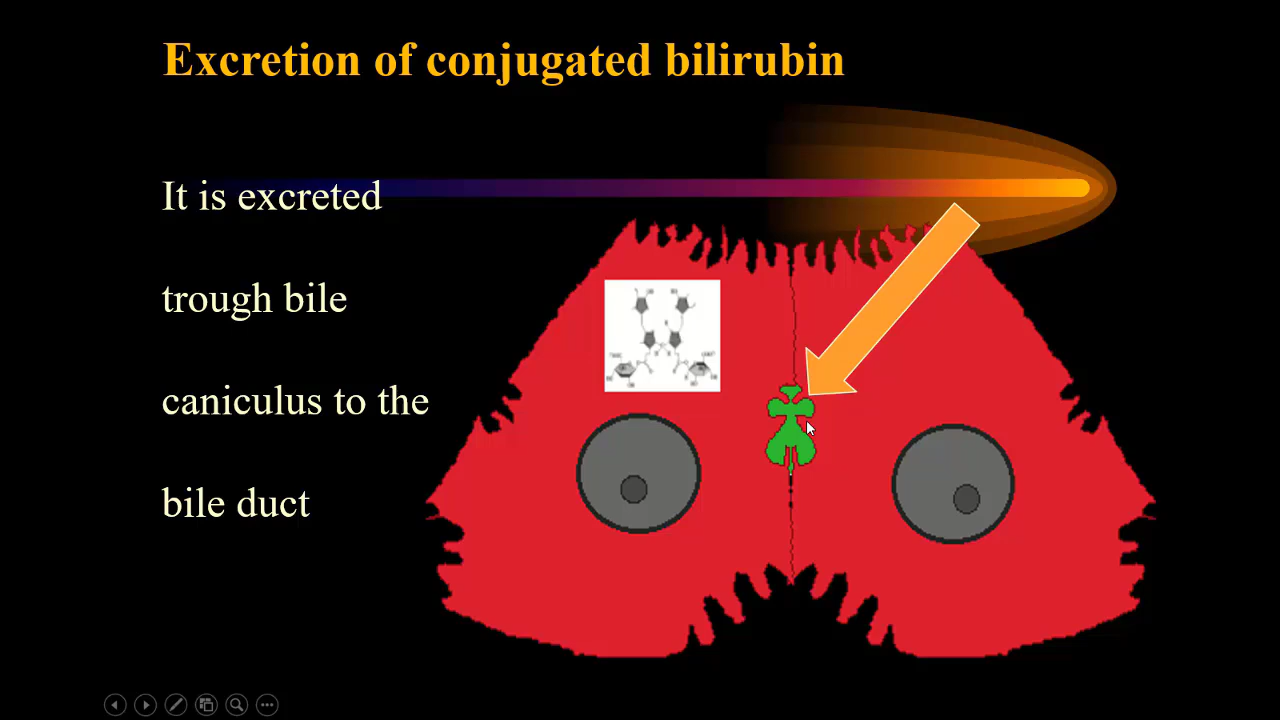 Excretion of conjugated bilirubin
It is excreted
trough bile
caniculus to the
bile duct